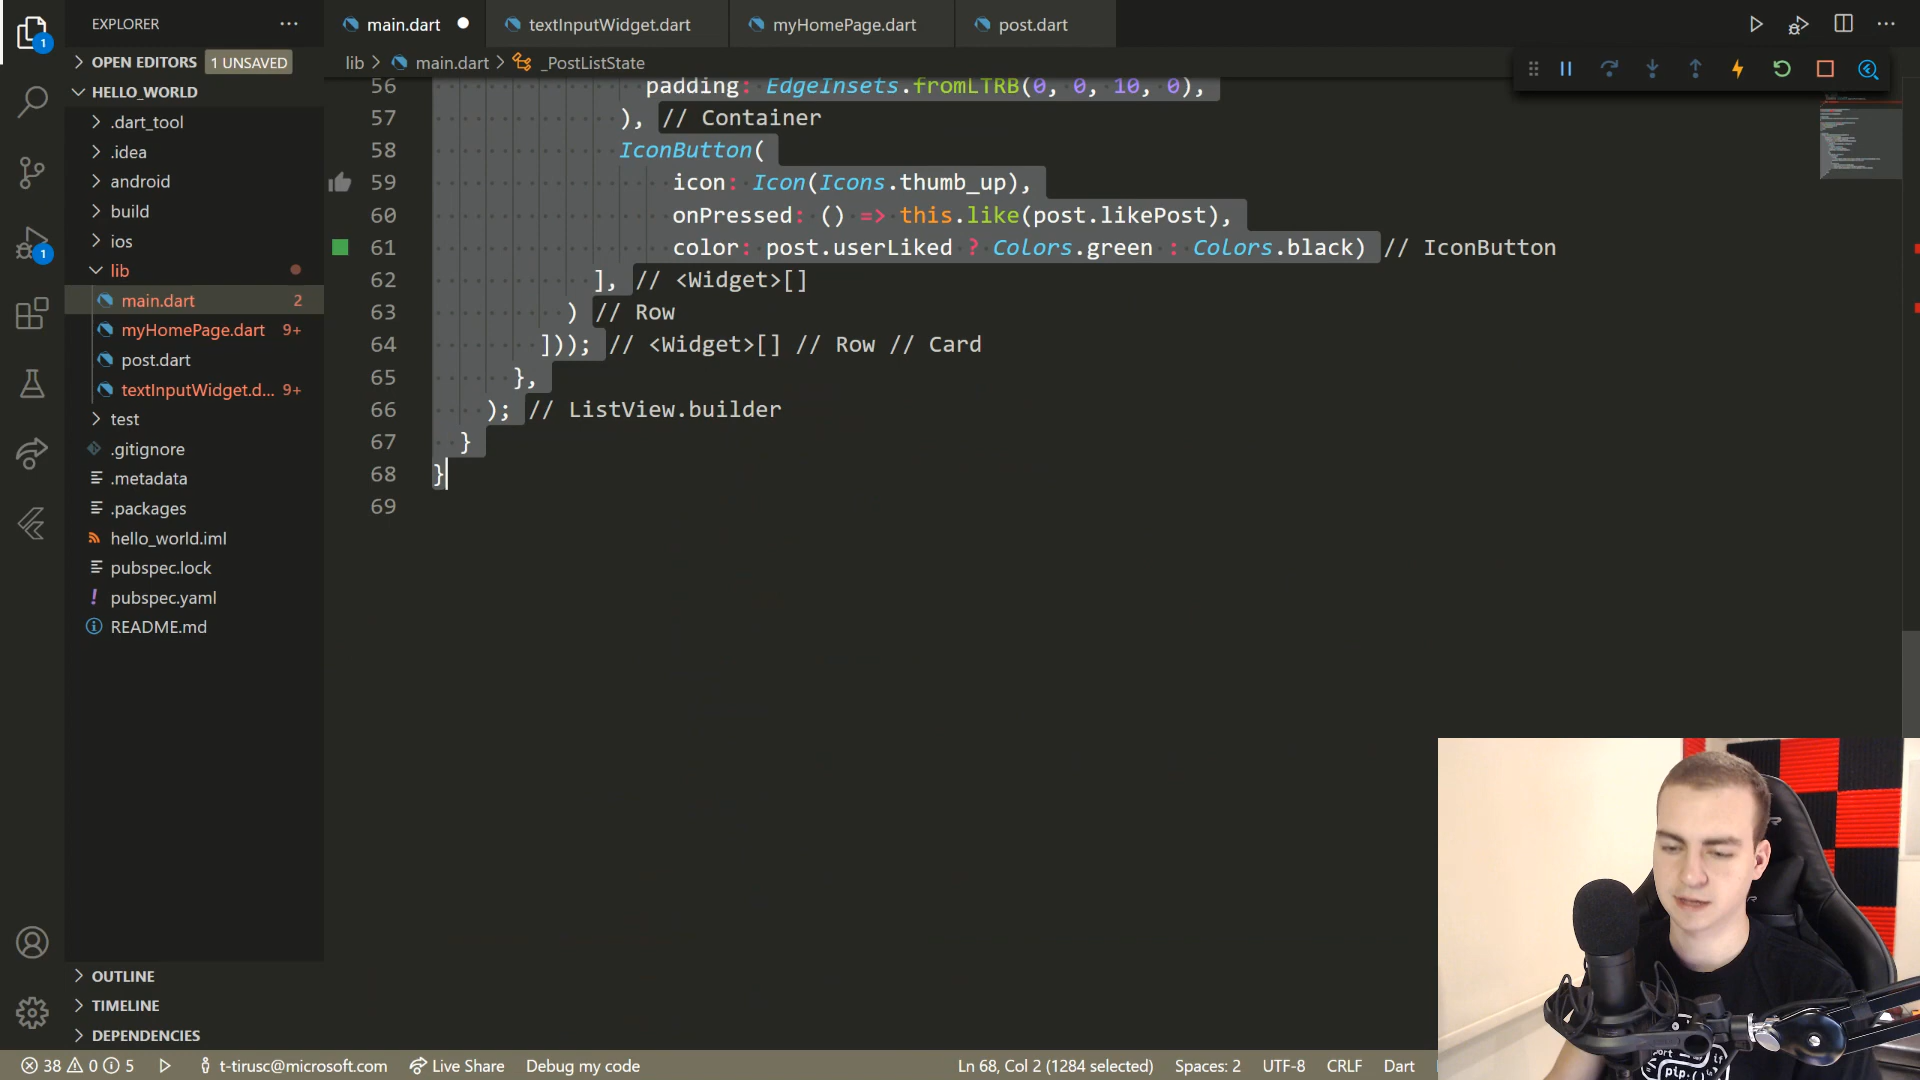 EXPLORER
OPEN EDITORS 1 UNSAVED
HELLO_WORLD
.dart_tool
.idea
android
build
ios
lib
main.dart 2
myHomePage.dart 9+
post.dart
textInputWidget.d... 9+
test
.gitignore
.metadata
.packages
hello_world.iml
pubspec.lock
pubspec.yaml
README.md
OUTLINE
TIMELINE
DEPENDENCIES
1
1
main.dart textInputWidget.dart myHomePage.dart post.dart
lib > main.dart > _PostListState
56 padding: EdgeInsets.fromLTRB(0, 0, 10, 0),
57 ), // Container
58 IconButton(
59 icon: Icon(Icons.thumb_up),
60 onPressed: () => this.like(post.likePost),
61 color: post.userLiked ? Colors.green : Colors.black) // IconButton
62 ], // <Widget>[]
63 ) // Row
64 ])); // <Widget>[] // Row // Card
65 },
66 ); // ListView.builder
67 }
68 }
69
38 0 5 t-tirusc@microsoft.com Live Share Debug my code Ln 68, Col 2 (1284 selected) Spaces: 2 UTF-8 CRLF Dart